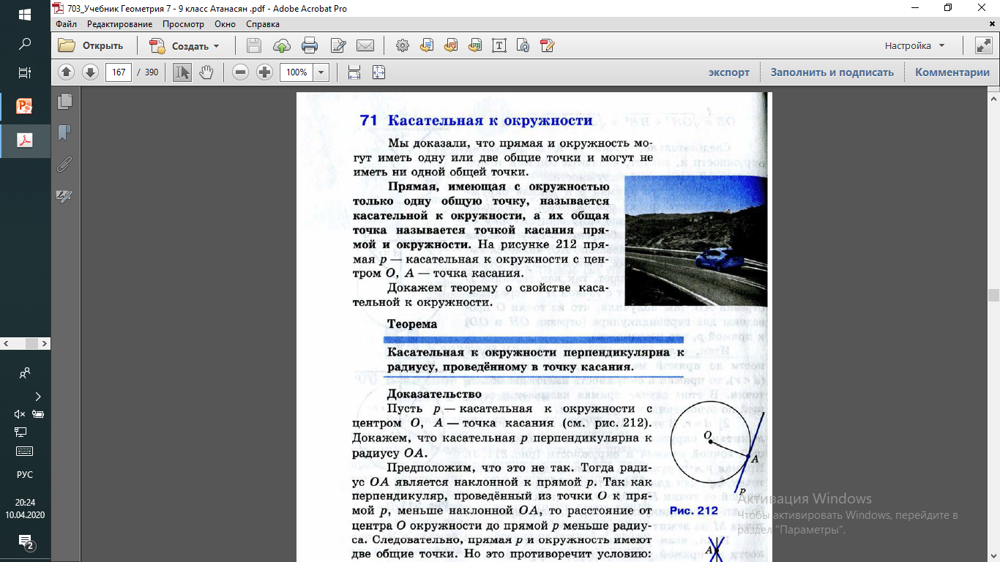 703_Учебник Геометрия 7 - 9 класс Атанасян .pdf - Adobe Acrobat Pro
Файл Редактирование Просмотр Окно Справка
Открыть Создать Настройка
167 / 390 100% экспорт Заполнить и подписать Комментарии
71 Касательная к окружности
Мы доказали, что прямая и окружность мо-
гут иметь одну или две общие точки и могут не
иметь ни одной общей точки.
Прямая, имеющая с окружностью
только одну общую точку, называется
касательной к окружности, а их общая
точка называется точкой касания пря-
мой и окружности. На рисунке 212 пря-
мая p — касательная к окружности с цен-
тром O, A — точка касания.
Докажем теорему о свойстве каса-
тельной к окружности.
Теорема
Касательная к окружности перпендикулярна к
радиусу, проведённому в точку касания.
Доказательство
Пусть p — касательная к окружности с
центром O, A — точка касания (см. рис. 212).
Докажем, что касательная p перпендикулярна к
радиусу OA.
Предположим, что это не так. Тогда ради-
ус OA является наклонной к прямой p. Так как
перпендикуляр, проведённый из точки O к пря-
мой p, меньше наклонной OA, то расстояние от
центра O окружности до прямой p меньше радиу-
са. Следовательно, прямая p и окружность имеют
две общие точки. Но это противоречит условию:
O
A
p
Рис. 212
A
Активация Windows
Чтобы активировать Windows, перейдите в
раздел "Параметры".
РУС
20:24
10.04.2020
2